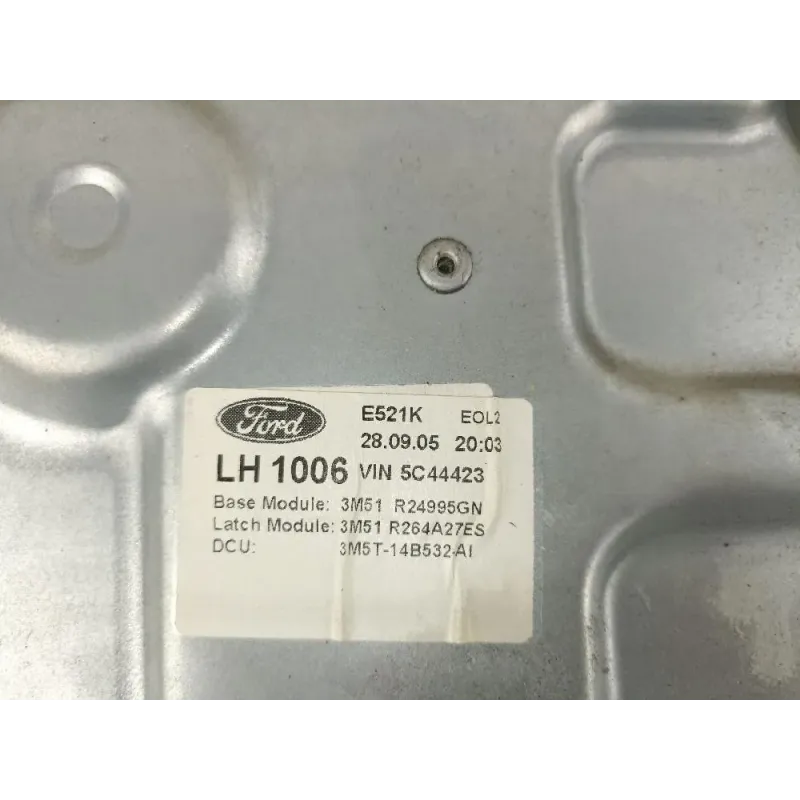 Ford E521K EOL2
28.09.05 20:03
LH 1006 VIN 5C44423
Base Module: 3M51 R24995GN
Latch Module: 3M51 R264A27ES
DCU: 3M5T-14B532-AI